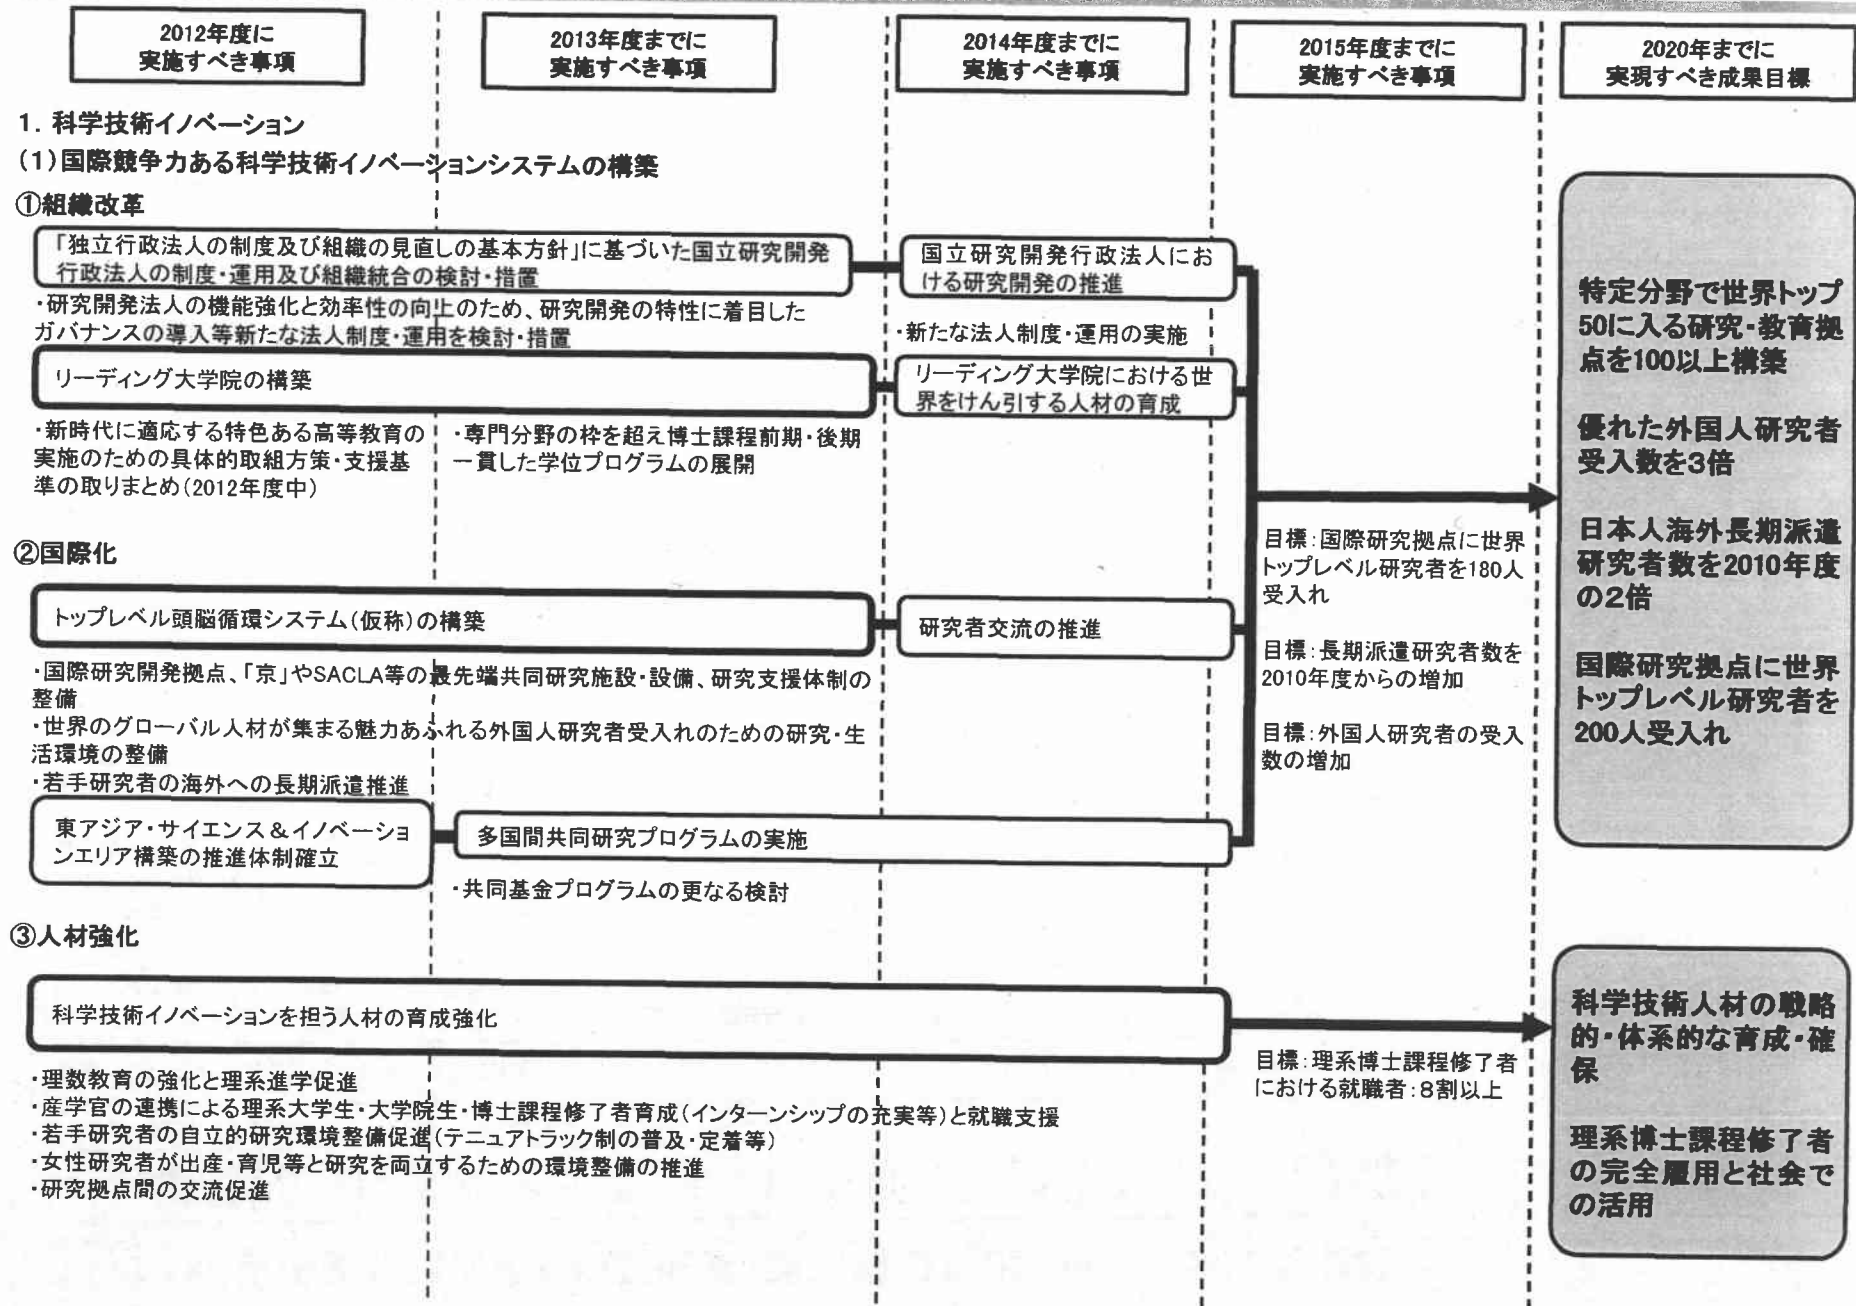 2012年度に
実施すべき事項
2013年度までに
実施すべき事項
2014年度までに
実施すべき事項
2015年度までに
実施すべき事項
2020年までに
実現すべき成果目標
1. 科学技術イノベーション
(1)国際競争力ある科学技術イノベーションシステムの構築
①組織改革
「独立行政法人の制度及び組織の見直しの基本方針」に基づいた国立研究開発
行政法人の制度・運用及び組織統合の検討・措置
・研究開発法人の機能強化と効率性の向上のため、研究開発の特性に着目した
ガバナンスの導入等新たな法人制度・運用を検討・措置
国立研究開発行政法人にお
ける研究開発の推進
・新たな法人制度・運用の実施
リーディング大学院の構築
リーディング大学院における世
界をけん引する人材の育成
・新時代に適応する特色ある高等教育の
実施のための具体的取組方策・支援基
準の取りまとめ(2012年度中)
・専門分野の枠を超え博士課程前期・後期
一貫した学位プログラムの展開
②国際化
トップレベル頭脳循環システム(仮称)の構築
研究者交流の推進
・国際研究開発拠点、「京」やSACLA等の最先端共同研究施設・設備、研究支援体制の
整備
・世界のグローバル人材が集まる魅力あふれる外国人研究者受入れのための研究・生
活環境の整備
・若手研究者の海外への長期派遣推進
東アジア・サイエンス&イノベーショ
ンエリア構築の推進体制確立
多国間共同研究プログラムの実施
・共同基金プログラムの更なる検討
目標:国際研究拠点に世界
トップレベル研究者を180人
受入れ
目標:長期派遣研究者数を
2010年度からの増加
目標:外国人研究者の受入
数の増加
特定分野で世界トップ
50に入る研究・教育拠
点を100以上構築
優れた外国人研究者
受入数を3倍
日本人海外長期派遣
研究者数を2010年度
の2倍
国際研究拠点に世界
トップレベル研究者を
200人受入れ
③人材強化
科学技術イノベーションを担う人材の育成強化
・理数教育の強化と理系進学促進
・産学官の連携による理系大学生・大学院生・博士課程修了者育成(インターンシップの充実等)と就職支援
・若手研究者の自立的研究環境整備促進(テニュアトラック制の普及・定着等)
・女性研究者が出産・育児等と研究を両立するための環境整備の推進
・研究拠点間の交流促進
目標:理系博士課程修了者
における就職者:8割以上
科学技術人材の戦略
的・体系的な育成・確
保
理系博士課程修了者
の完全雇用と社会で
の活用